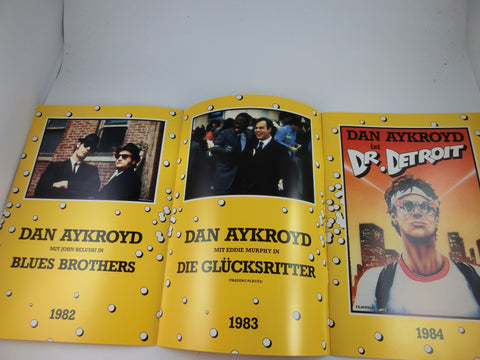 DAN AYKROYD
MIT JOHN BELUSHI IN
BLUES BROTHERS
1982
DAN AYKROYD
MIT EDDIE MURPHY IN
DIE GLÜCKSRITTER
(TRADING PLACES)
1983
DAN AYKROYD
ist
DR. DETROIT
1984